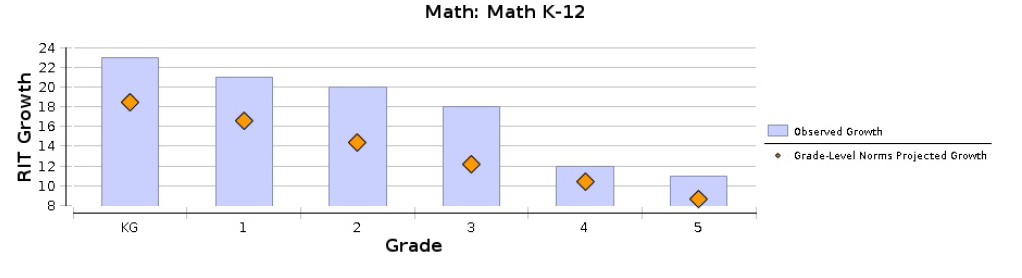 Math: Math K-12
RIT Growth
24
22
20
18
16
14
12
10
8
KG 1 2 3 4 5
Grade
Observed Growth
Grade-Level Norms Projected Growth